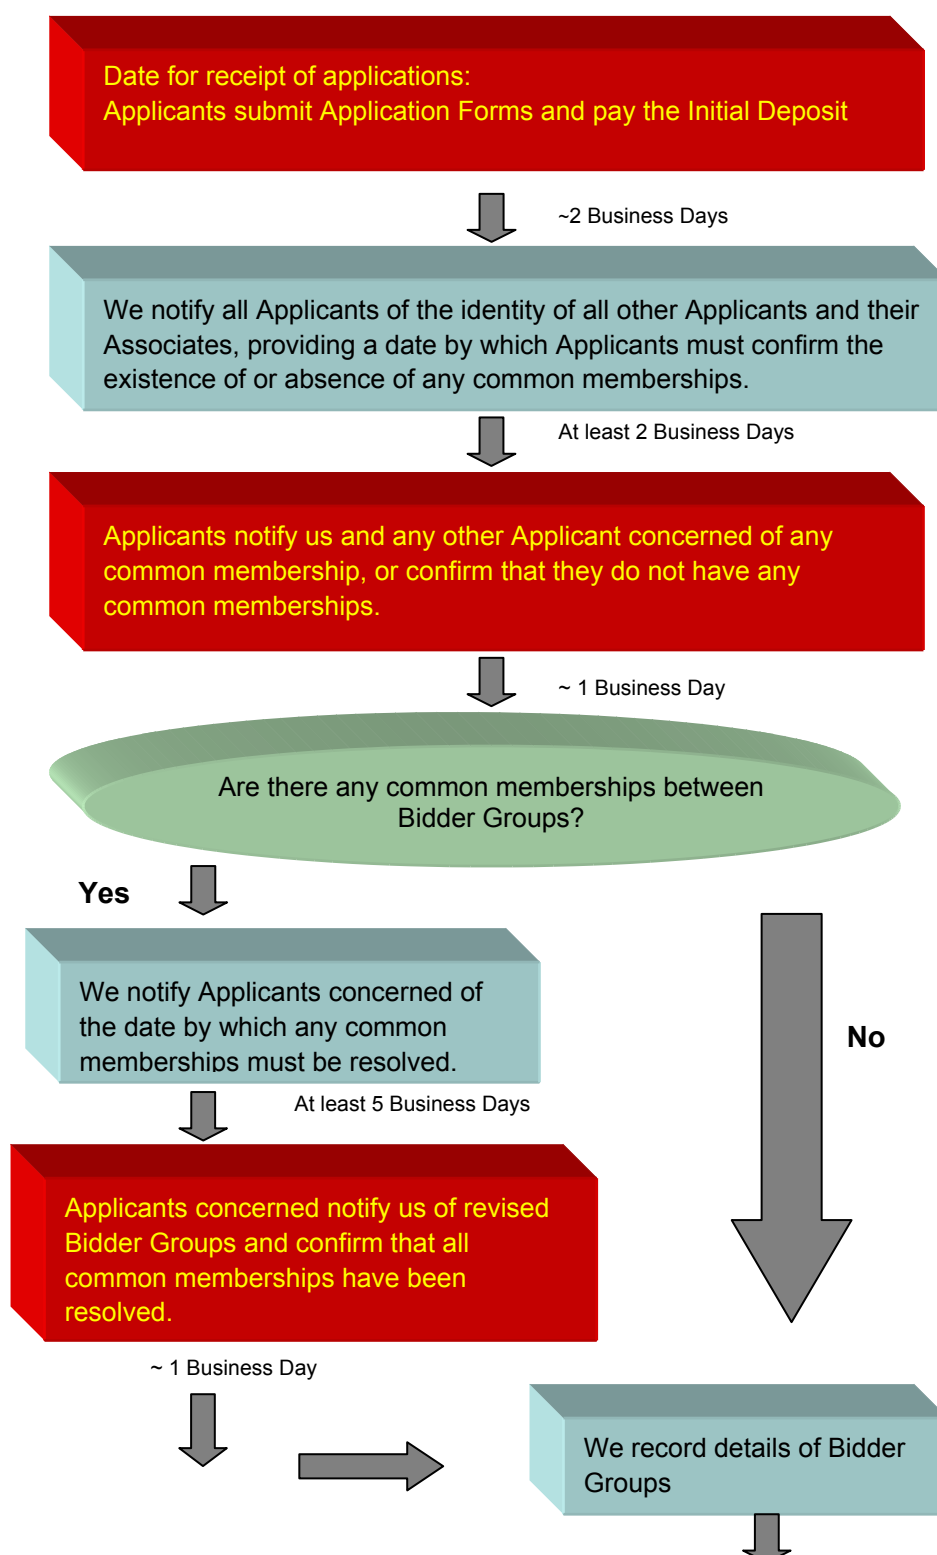 Date for receipt of applications:
Applicants submit Application Forms and pay the Initial Deposit
~2 Business Days
We notify all Applicants of the identity of all other Applicants and their
Associates, providing a date by which Applicants must confirm the
existence of or absence of any common memberships.
At least 2 Business Days
Applicants notify us and any other Applicant concerned of any
common membership, or confirm that they do not have any
common memberships.
~ 1 Business Day
Are there any common memberships between
Bidder Groups?
Yes
We notify Applicants concerned of
the date by which any common
memberships must be resolved.
No
At least 5 Business Days
Applicants concerned notify us of revised
Bidder Groups and confirm that all
common memberships have been
resolved.
~ 1 Business Day
We record details of Bidder
Groups